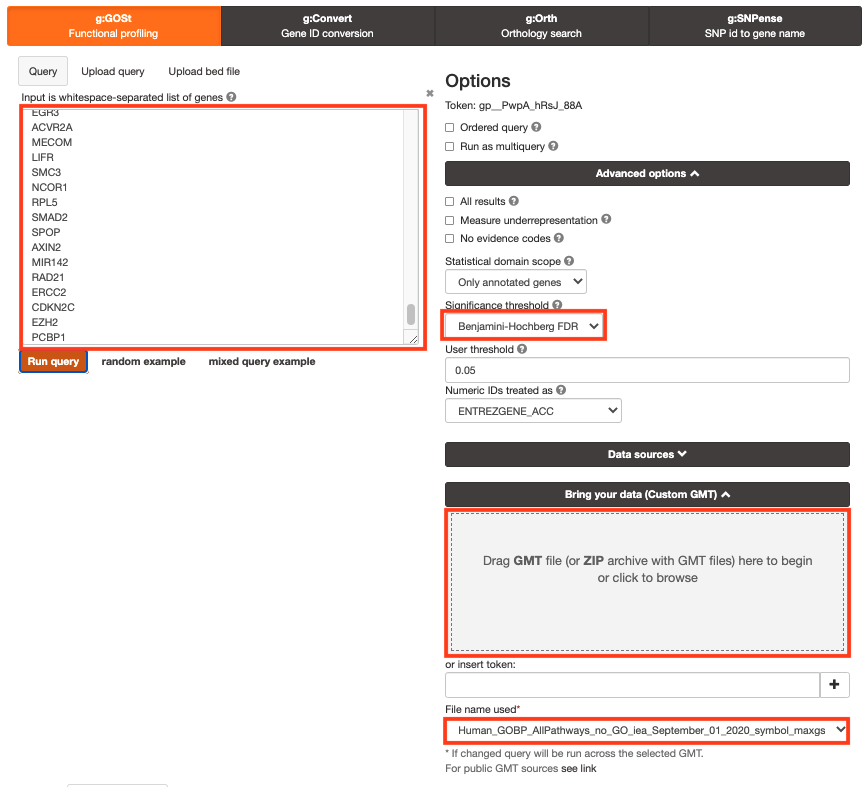 g:GOSt
Functional profiling
g:Convert
Gene ID conversion
g:Orth
Orthology search
g:SNPense
SNP id to gene name
Query
Upload query
Upload bed file
Input is whitespace-separated list of genes ?
✖
EGR3
ACVR2A
MECOM
LIFR
SMC3
NCOR1
RPL5
SMAD2
SPOP
AXIN2
MIR142
RAD21
ERCC2
CDKN2C
EZH2
PCBP1
Run query
random example
mixed query example
Options
Token: gp__PwpA_hRsJ_88A
Ordered query ?
Run as multiquery ?
Advanced options
All results ?
Measure underrepresentation ?
No evidence codes ?
Statistical domain scope ?
Only annotated genes
Significance threshold ?
Benjamini-Hochberg FDR
User threshold ?
0.05
Numeric IDs treated as ?
ENTREZGENE_ACC
Data sources
Bring your data (Custom GMT)
Drag GMT file (or ZIP archive with GMT files) here to begin
or click to browse
or insert token:
+
File name used*
Human_GOBP_AllPathways_no_GO_iea_September_01_2020_symbol_maxgs
* If changed query will be run across the selected GMT.
For public GMT sources see link